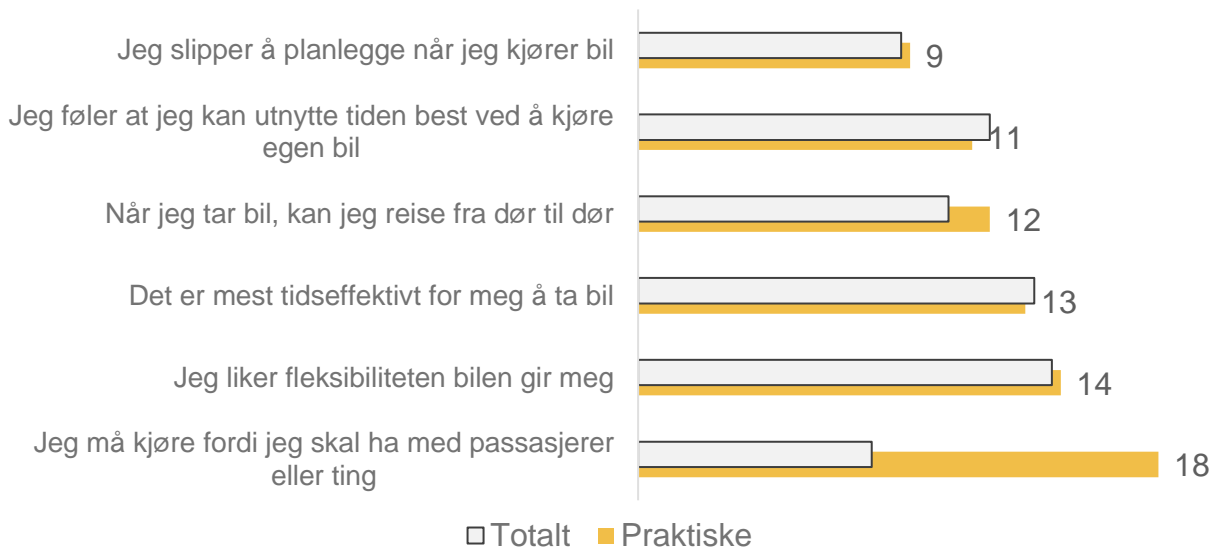 Jeg slipper å planlegge når jeg kjører bil
9
Jeg føler at jeg kan utnytte tiden best ved å kjøre
egen bil
11
Når jeg tar bil, kan jeg reise fra dør til dør
12
Det er mest tidseffektivt for meg å ta bil
13
Jeg liker fleksibiliteten bilen gir meg
14
Jeg må kjøre fordi jeg skal ha med passasjerer
eller ting
18
Totalt Praktiske